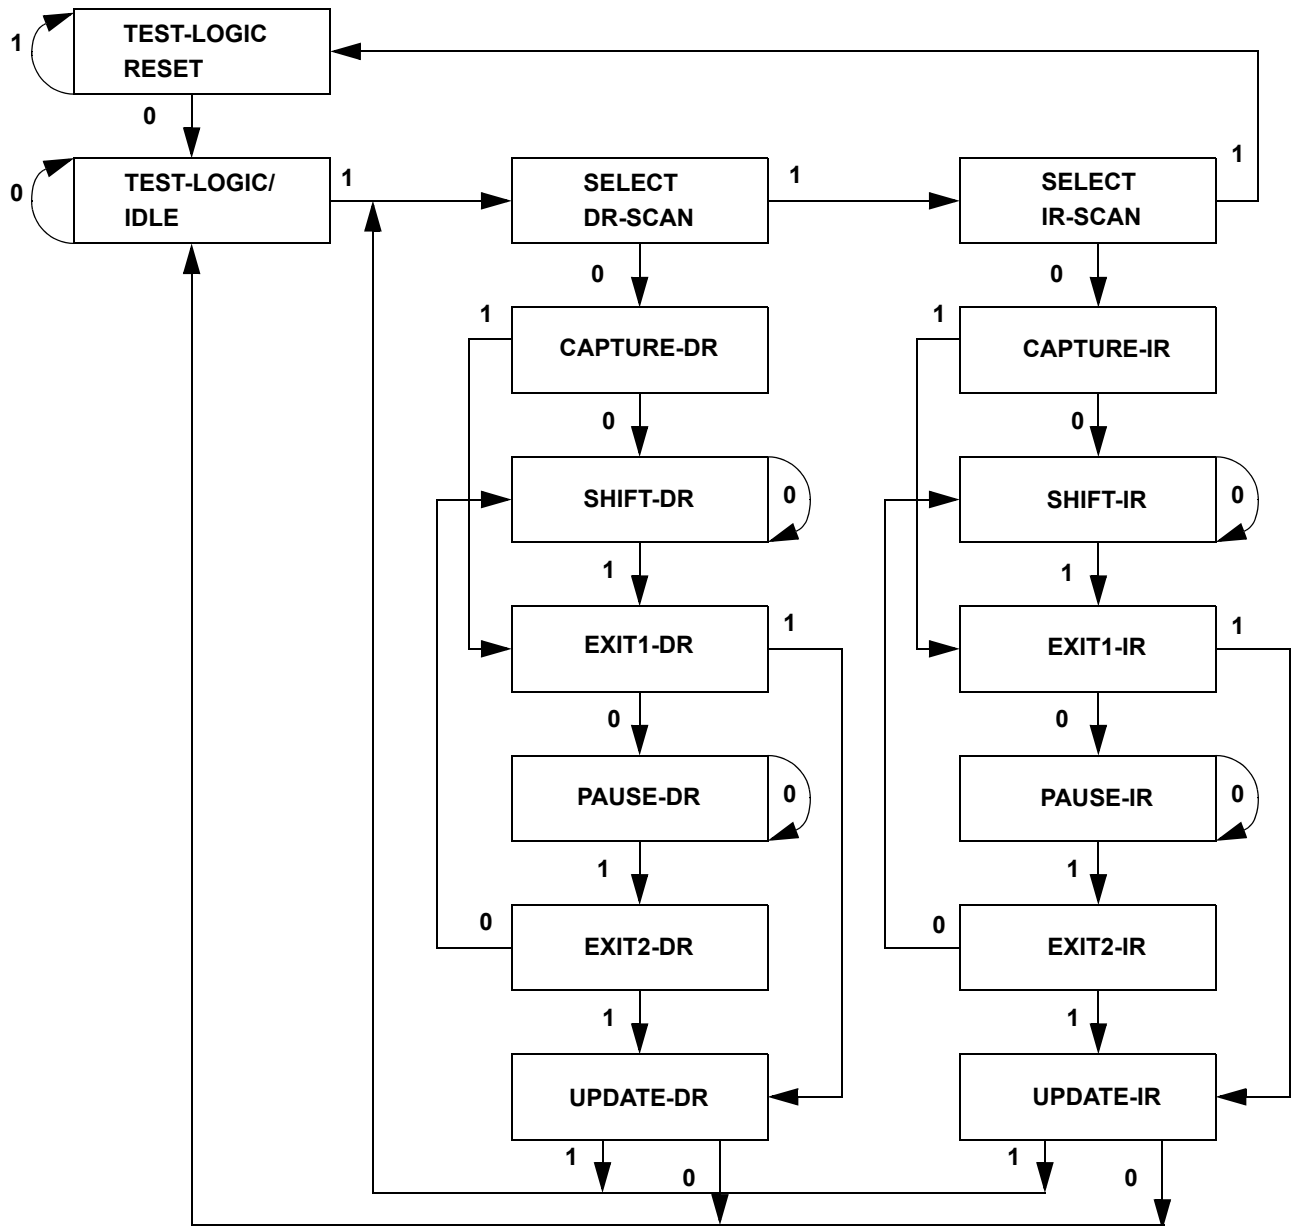 1
TEST-LOGIC
RESET
0
0
TEST-LOGIC/
IDLE
1
SELECT
DR-SCAN
1
SELECT
IR-SCAN
1
0
0
1
CAPTURE-DR
1
CAPTURE-IR
0
0
SHIFT-DR
0
SHIFT-IR
0
1
1
EXIT1-DR
1
EXIT1-IR
1
0
0
PAUSE-DR
0
PAUSE-IR
0
1
1
0
EXIT2-DR
0
EXIT2-IR
1
1
UPDATE-DR
UPDATE-IR
1
0
1
0